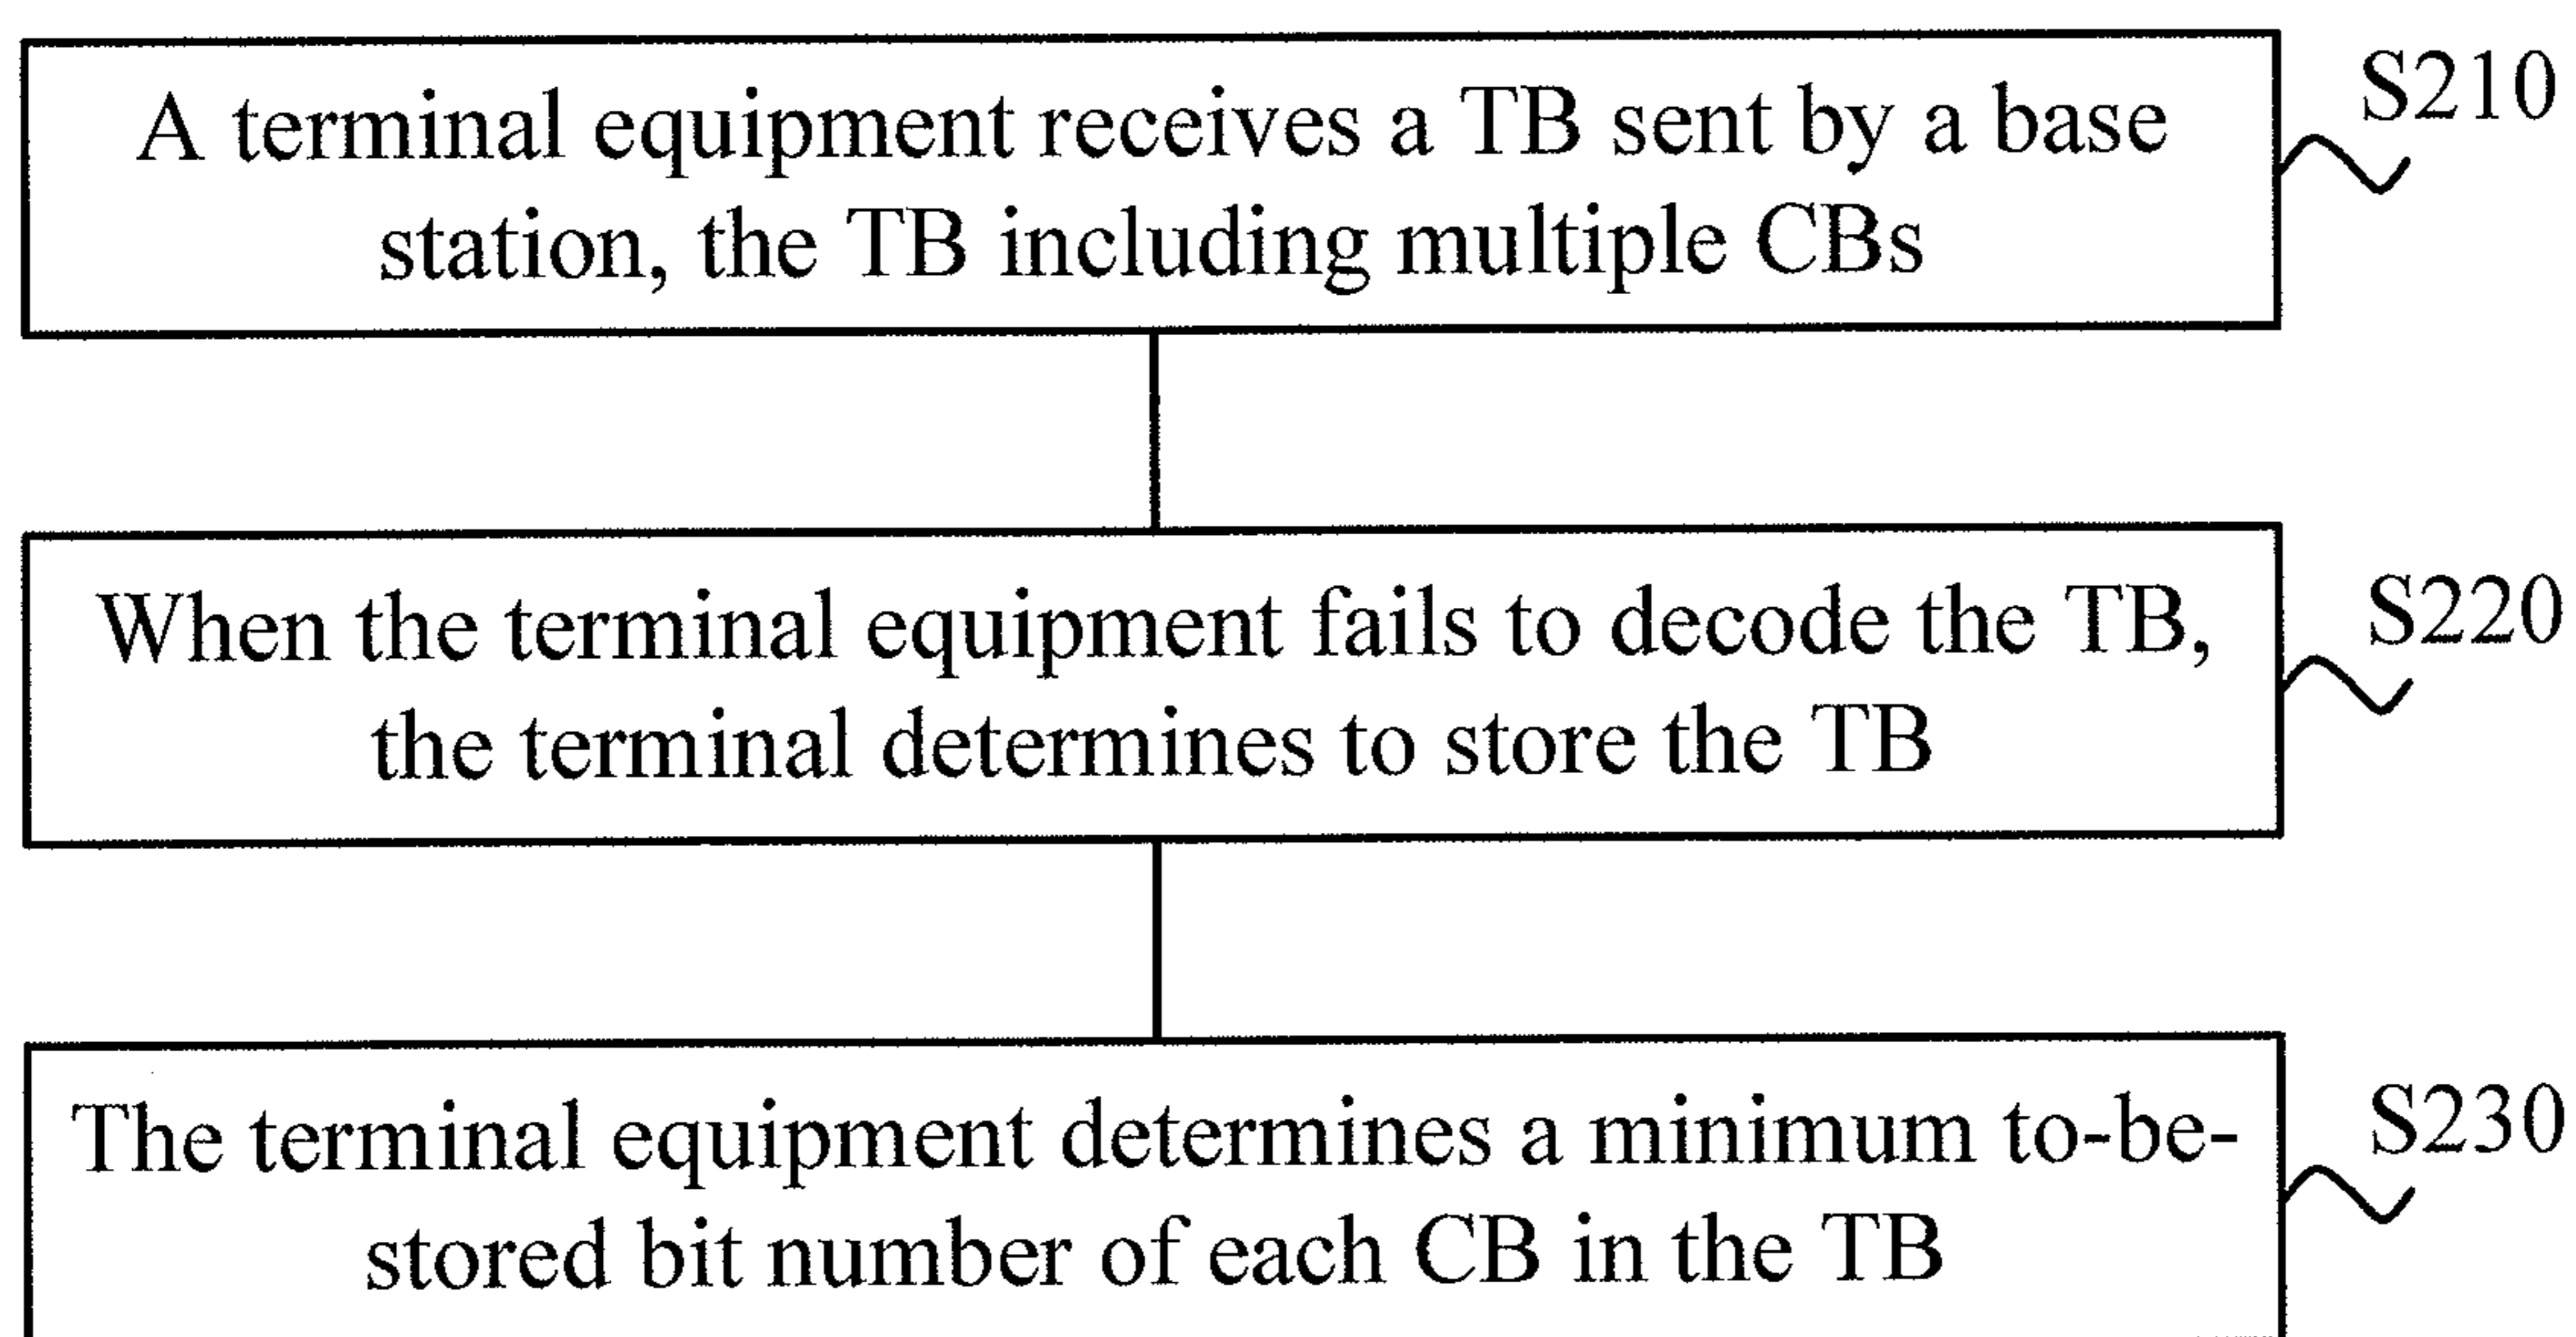 S210
A terminal equipment receives a TB sent by a base
station, the TB including multiple CBs
S220
When the terminal equipment fails to decode the TB,
the terminal determines to store the TB
S230
The terminal equipment determines a minimum to-be-
stored bit number of each CB in the TB